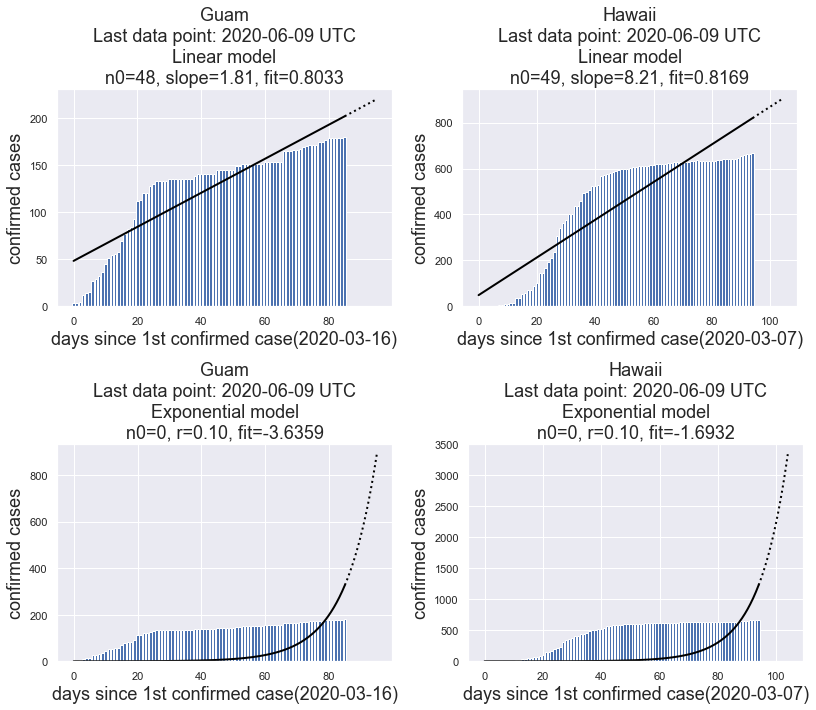 Guam
Last data point: 2020-06-09 UTC
Linear model
n0=48, slope=1.81, fit=0.8033
200
150
100
50
0
confirmed cases
0 20 40 60 80
days since 1st confirmed case(2020-03-16)
Hawaii
Last data point: 2020-06-09 UTC
Linear model
n0=49, slope=8.21, fit=0.8169
800
600
400
200
0
confirmed cases
0 20 40 60 80 100
days since 1st confirmed case(2020-03-07)
Guam
Last data point: 2020-06-09 UTC
Exponential model
n0=0, r=0.10, fit=-3.6359
800
600
400
200
0
confirmed cases
0 20 40 60 80
days since 1st confirmed case(2020-03-16)
Hawaii
Last data point: 2020-06-09 UTC
Exponential model
n0=0, r=0.10, fit=-1.6932
3500
3000
2500
2000
1500
1000
500
0
confirmed cases
0 20 40 60 80 100
days since 1st confirmed case(2020-03-07)